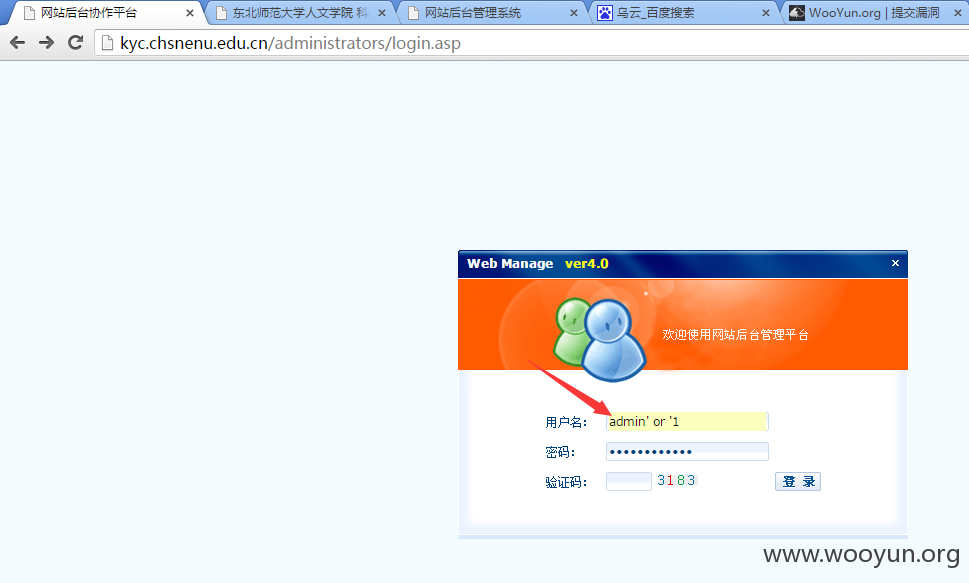 网站后台协作平台
东北师范大学人文学院 科
网站后台管理系统
乌云_百度搜索
WooYun.org | 提交漏洞
kyc.chsnenu.edu.cn/administrators/login.asp
Web Manage ver4.0
欢迎使用网站后台管理平台
用户名: admin' or '1
密码: ••••••••••••
验证码: 3183 登 录
www.wooyun.org